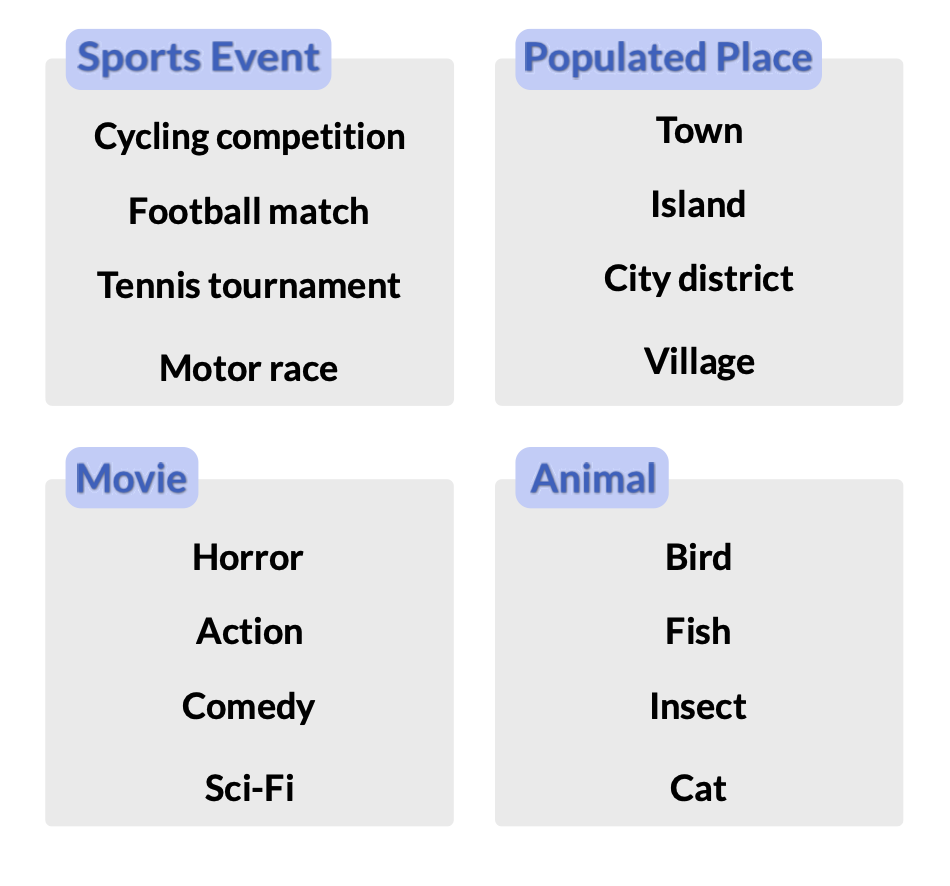 Sports Event
Cycling competition
Football match
Tennis tournament
Motor race
Populated Place
Town
Island
City district
Village
Movie
Horror
Action
Comedy
Sci-Fi
Animal
Bird
Fish
Insect
Cat